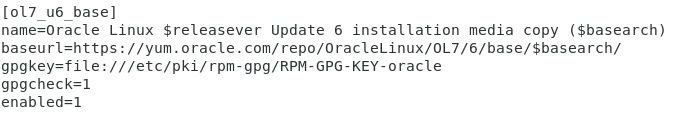 [ol7_u6_base]
name=Oracle Linux $releasever Update 6 installation media copy ($basearch)
baseurl=https://yum.oracle.com/repo/OracleLinux/OL7/6/base/$basearch/
gpgkey=file:///etc/pki/rpm-gpg/RPM-GPG-KEY-oracle
gpgcheck=1
enabled=1